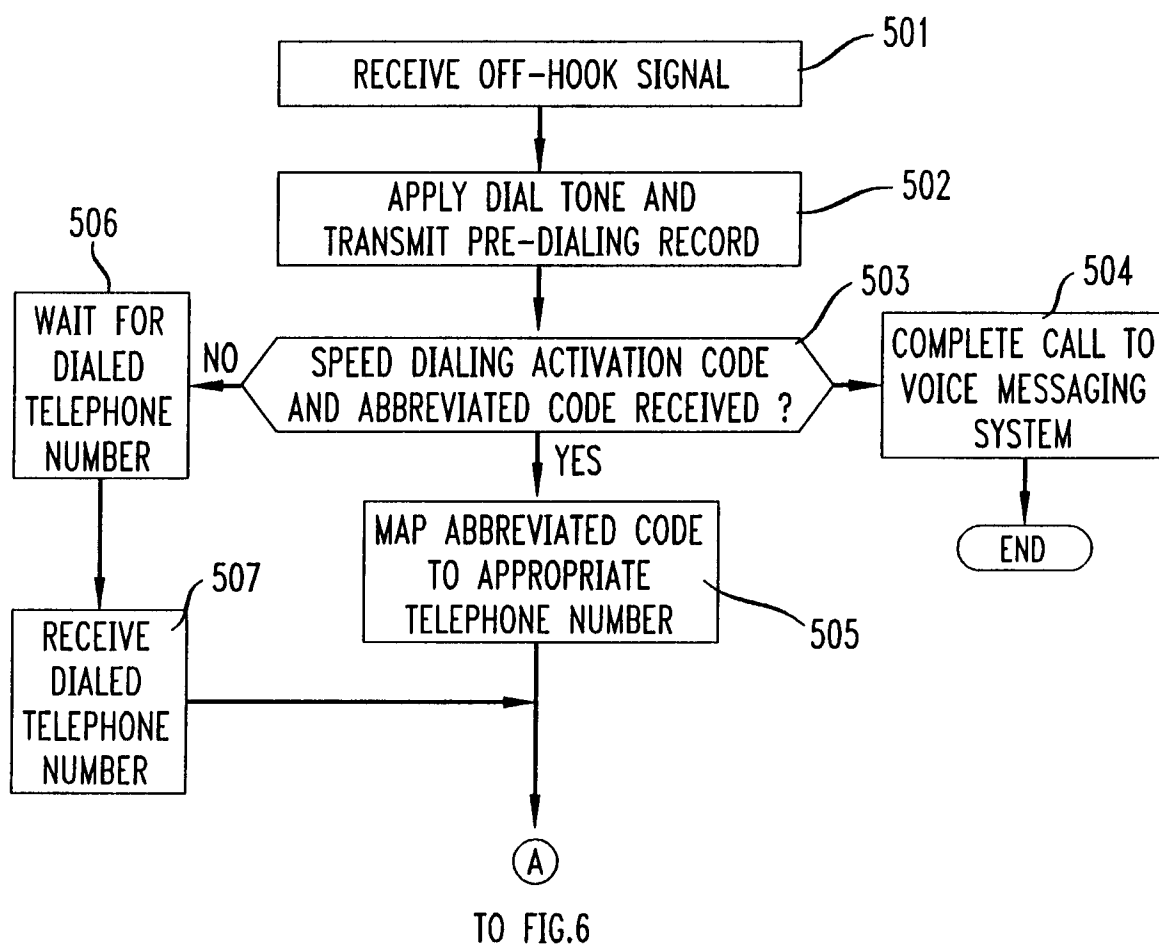 501
RECEIVE OFF-HOOK SIGNAL
502
APPLY DIAL TONE AND
TRANSMIT PRE-DIALING RECORD
506
503
504
WAIT FOR
DIALED
TELEPHONE
NUMBER
NO
SPEED DIALING ACTIVATION CODE
AND ABBREVIATED CODE RECEIVED ?
COMPLETE CALL TO
VOICE MESSAGING
SYSTEM
YES
END
MAP ABBREVIATED CODE
TO APPROPRIATE
TELEPHONE NUMBER
505
507
RECEIVE
DIALED
TELEPHONE
NUMBER
A
TO FIG.6